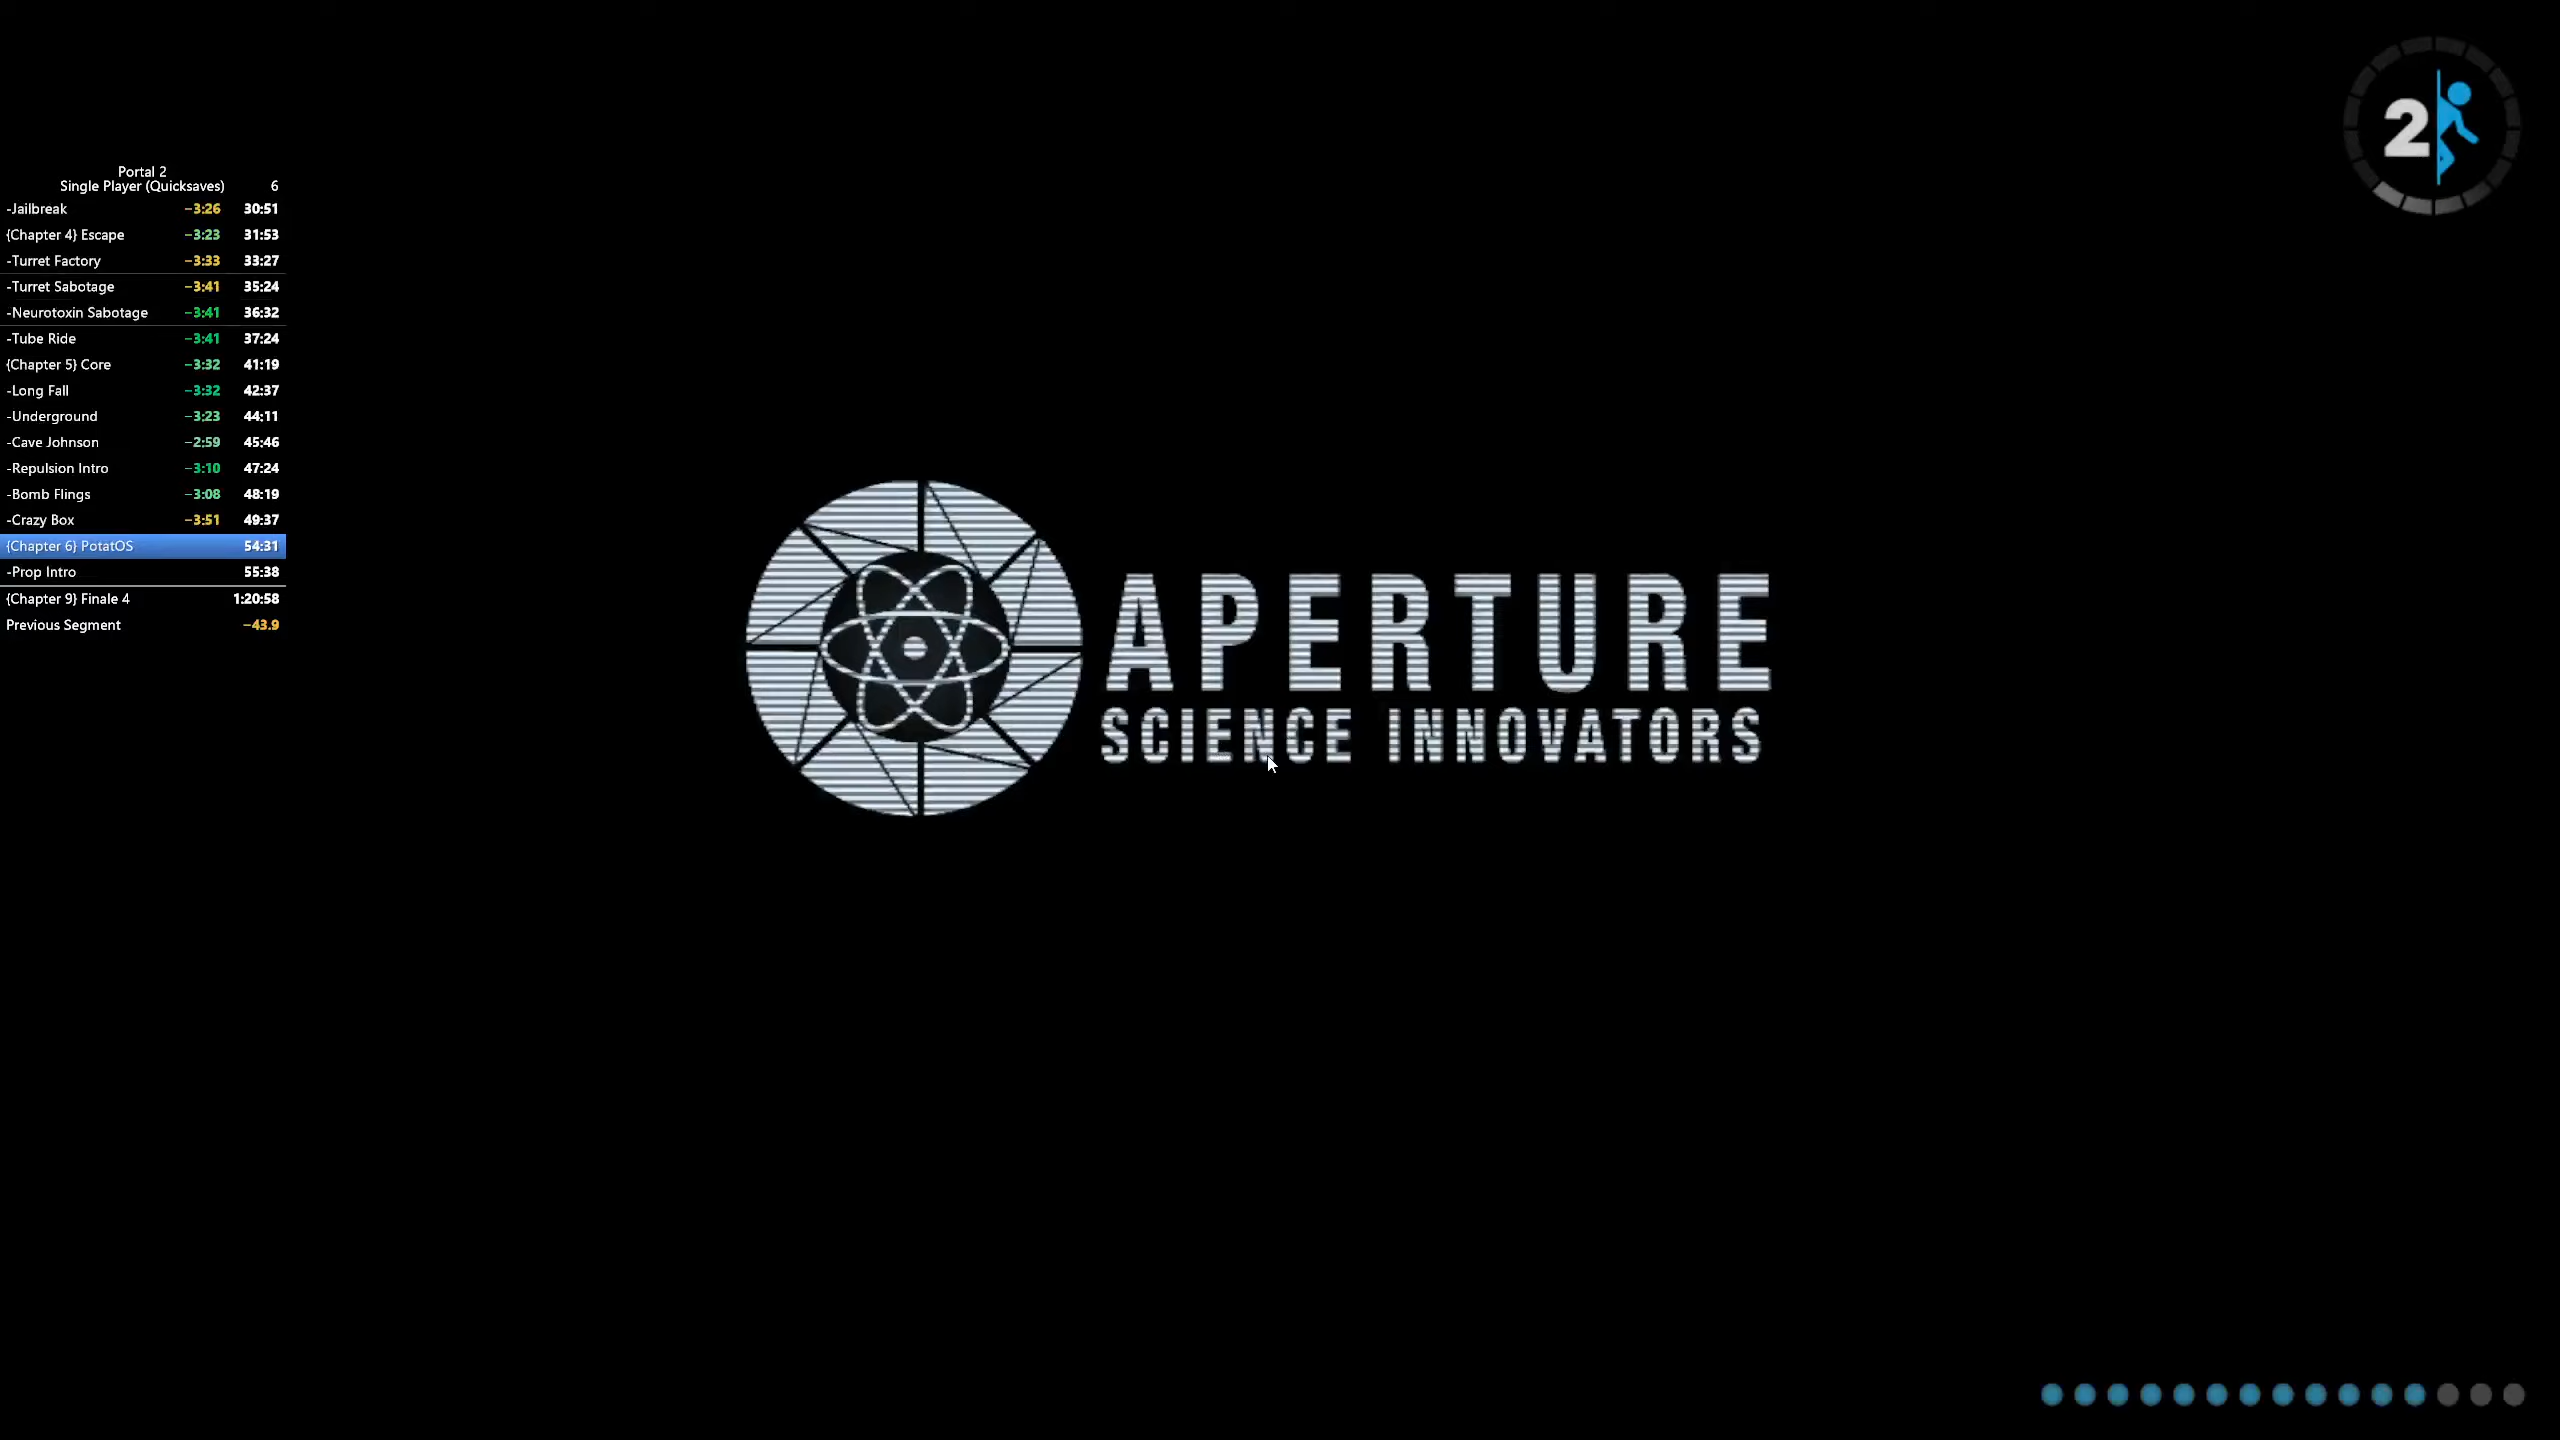 Portal 2
Single Player (Quicksaves) 6
-Jailbreak −3:26 30:51
{Chapter 4} Escape −3:23 31:53
-Turret Factory −3:33 33:27
-Turret Sabotage −3:41 35:24
-Neurotoxin Sabotage −3:41 36:32
-Tube Ride −3:41 37:24
{Chapter 5} Core −3:32 41:19
-Long Fall −3:32 42:37
-Underground −3:23 44:11
-Cave Johnson −2:59 45:46
-Repulsion Intro −3:10 47:24
-Bomb Flings −3:08 48:19
-Crazy Box −3:51 49:37
{Chapter 6} PotatOS 54:31
-Prop Intro 55:38
{Chapter 9} Finale 4 1:20:58
Previous Segment −43.9
2
APERTURE
SCIENCE INNOVATORS